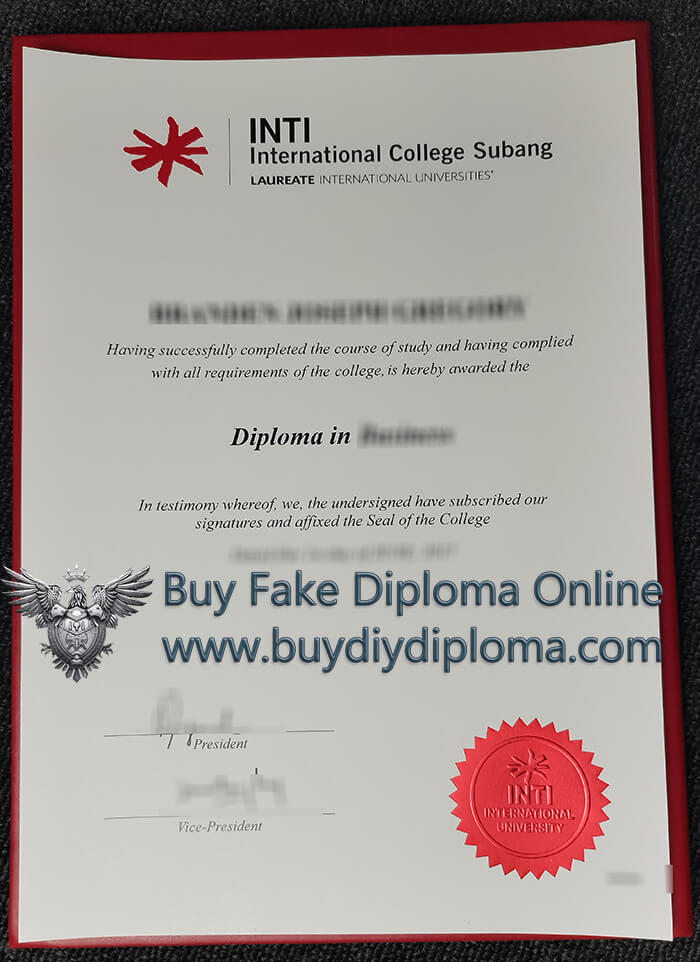 INTI
International College Subang
LAUREATE INTERNATIONAL UNIVERSITIES®
Having successfully completed the course of study and having complied
with all requirements of the college, is hereby awarded the
Diploma in
In testimony whereof, we, the undersigned have subscribed our
signatures and affixed the Seal of the College
Buy Fake Diploma Online
www.buydiydiploma.com
President
Vice-President
INTI
INTERNATIONAL
UNIVERSITY